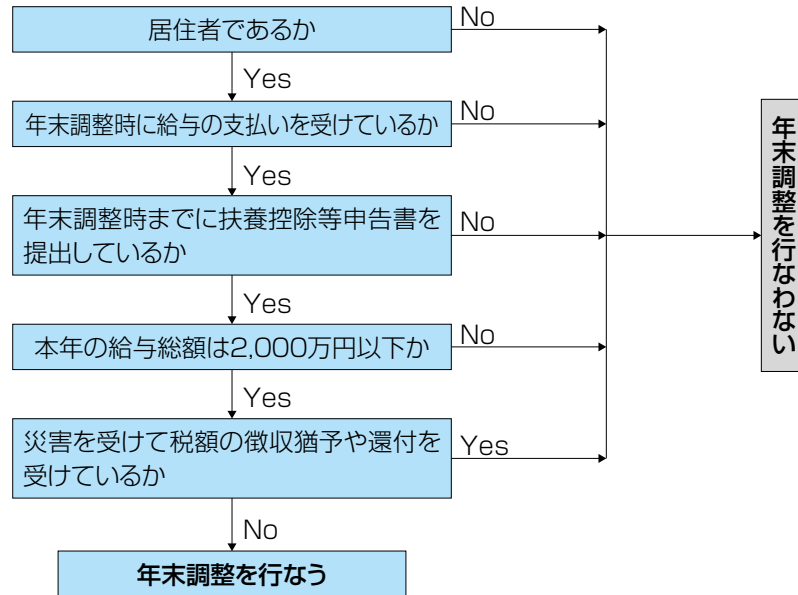 居住者であるか
No
Yes
年末調整時に給与の支払いを受けているか
No
Yes
年末調整時までに扶養控除等申告書を
提出しているか
No
Yes
本年の給与総額は2,000万円以下か
No
Yes
災害を受けて税額の徴収猶予や還付を
受けているか
Yes
No
年末調整を行なう
年末調整を行なわない